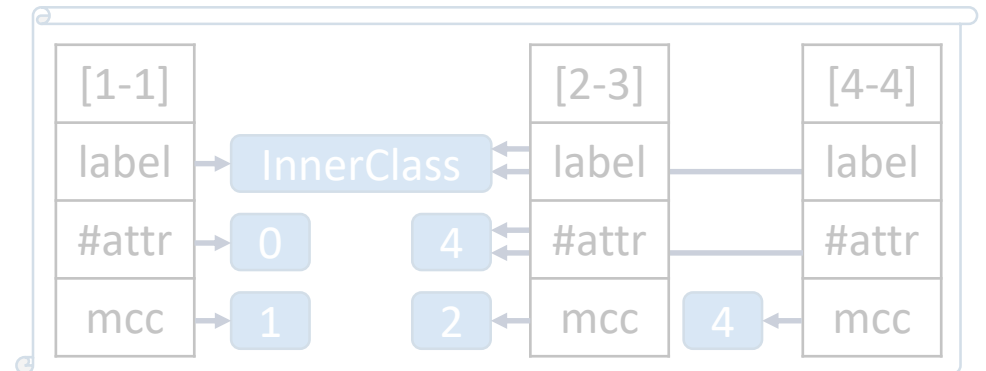 [1-1] [2-3] [4-4]
label InnerClass label label
#attr 0 4 #attr #attr
mcc 1 2 mcc 4 mcc